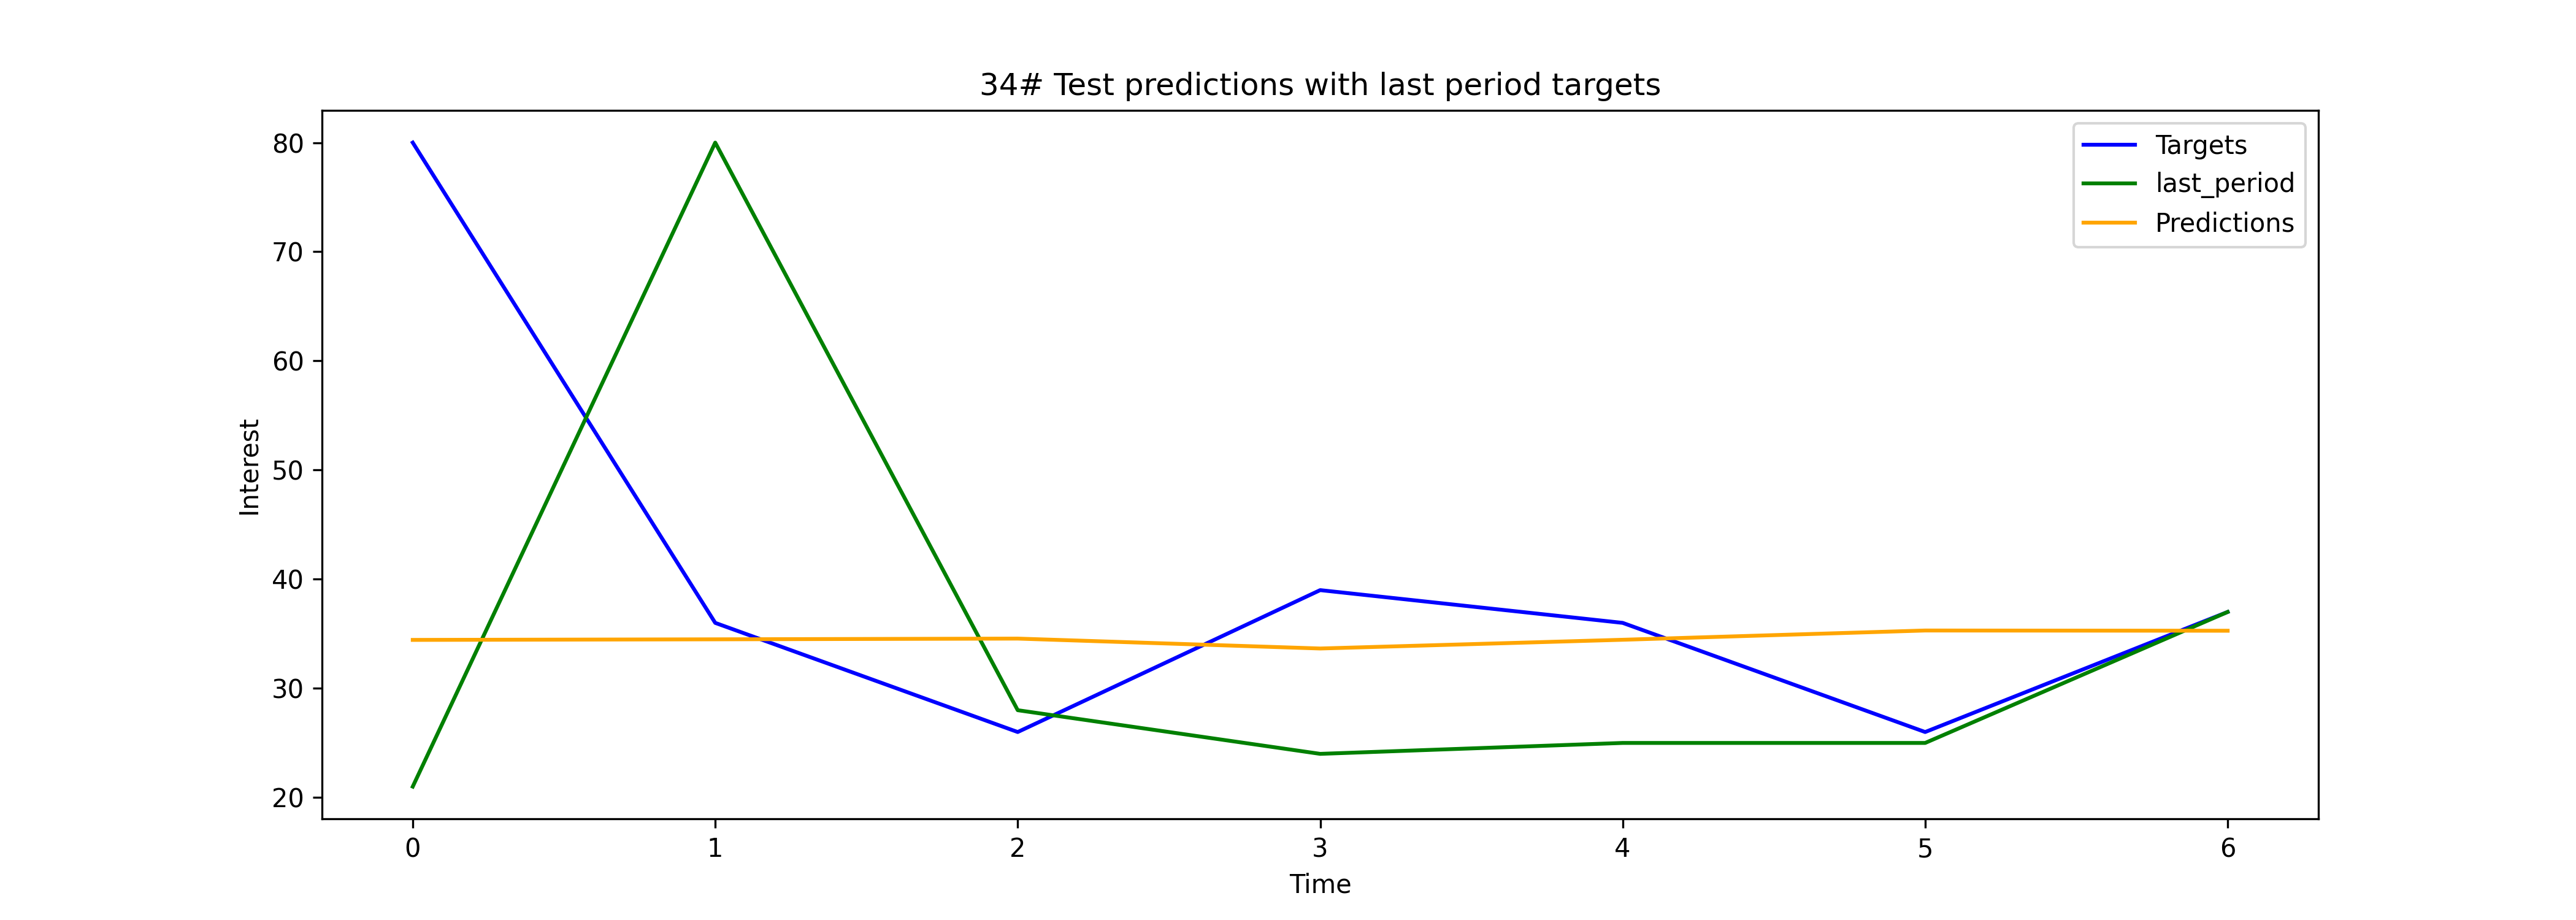 34# Test predictions with last period targets
Targets
last_period
Predictions
Interest
80
70
60
50
40
30
20
0 1 2 3 4 5 6
Time